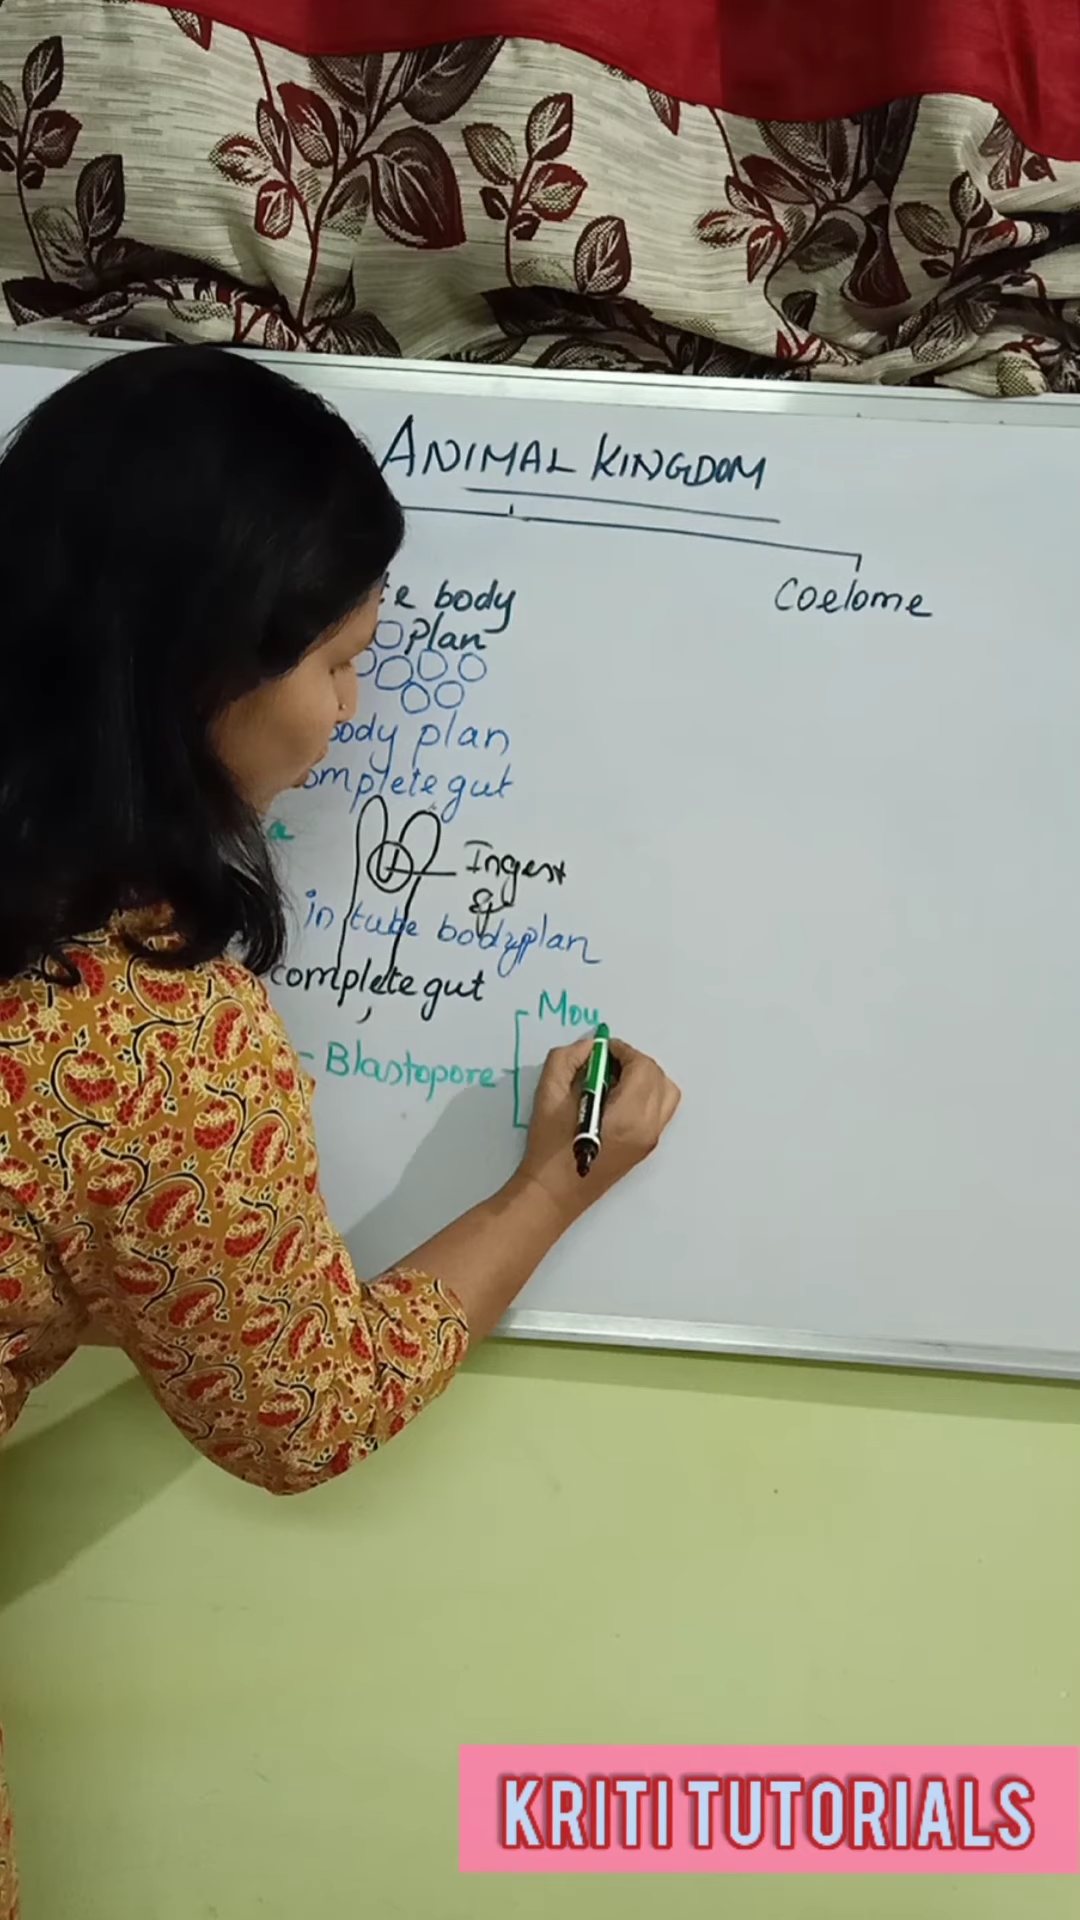 ANIMAL KINGDOM
Coelome
body
Plan
body plan
gut
Ingest
&
in tube body plan
complete gut
Mou
- Blastopore
KRITI TUTORIALS